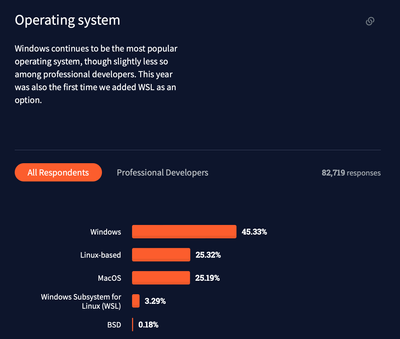 Operating system
Windows continues to be the most popular
operating system, though slightly less so
among professional developers. This year
was also the first time we added WSL as an
option.
All Respondents
Professional Developers
82,719 responses
Windows
45.33%
Linux-based
25.32%
MacOS
25.19%
Windows Subsystem for
Linux (WSL)
3.29%
BSD
0.18%